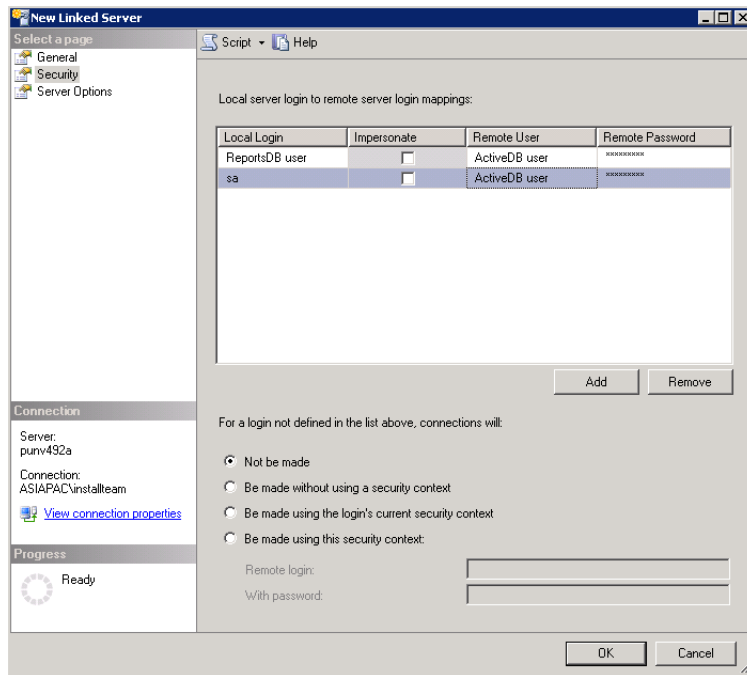 New Linked Server
Select a page
General
Security
Server Options
Script Help
Local server login to remote server login mappings:
Local Login Impersonate Remote User Remote Password
ReportsDB user ActiveDB user xxxxxxxxx
sa ActiveDB user xxxxxxxxx
Add Remove
For a login not defined in the list above, connections will:
Not be made
Be made without using a security context
Be made using the login's current security context
Be made using this security context:
Remote login:
With password:
Connection
Server:
punv492a
Connection:
ASIAPAC\installteam
View connection properties
Progress
Ready
OK Cancel